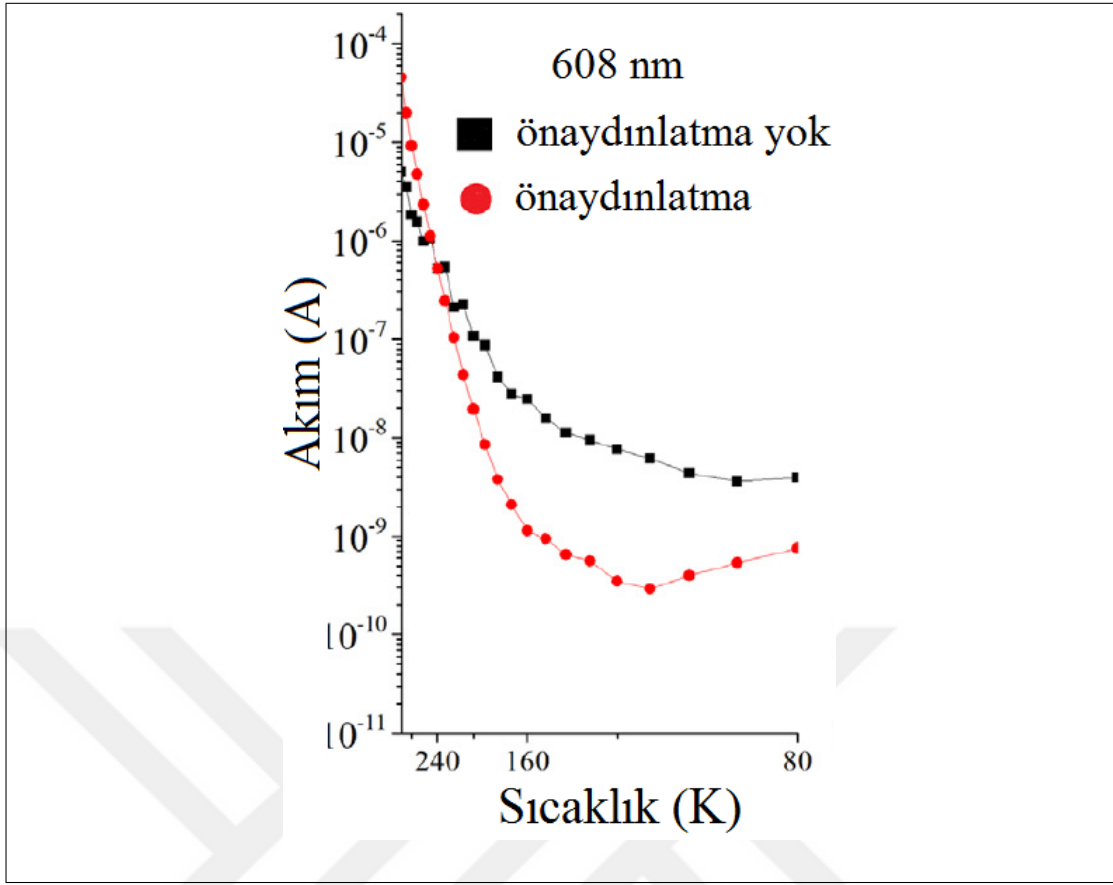 608 nm
önaydınlatma yok
önaydınlatma
Akım (A)
10⁻⁴
10⁻⁵
10⁻⁶
10⁻⁷
10⁻⁸
10⁻⁹
10⁻¹⁰
10⁻¹¹
240 160 80
Sıcaklık (K)